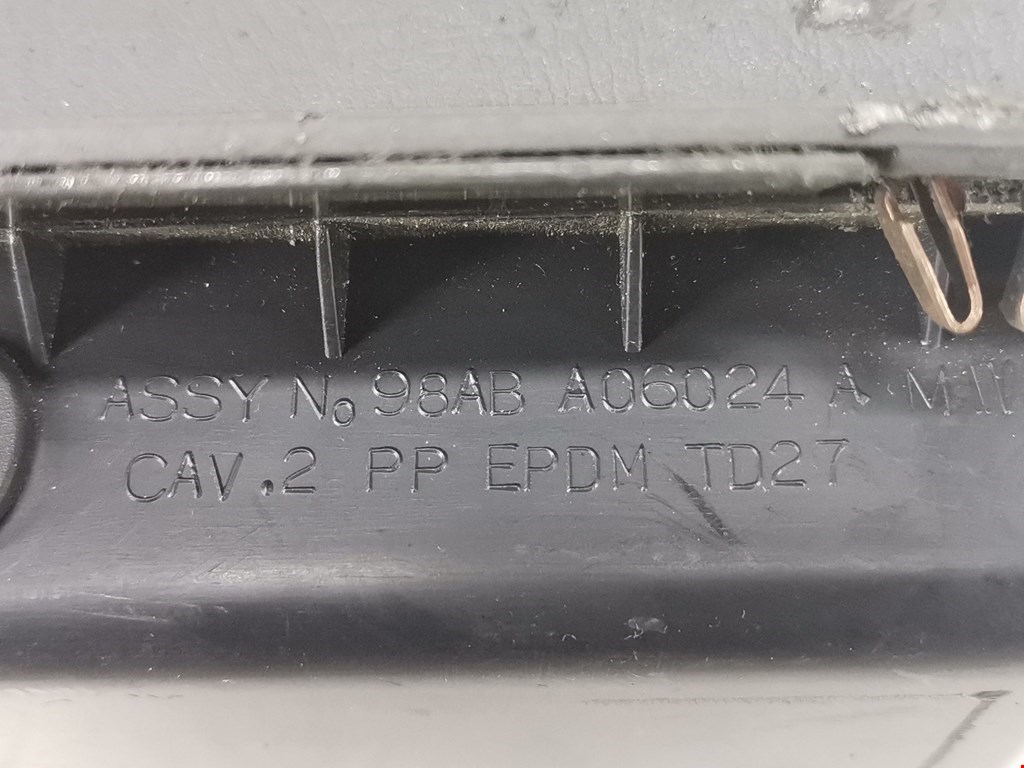 ASSY No 98AB A06024 A
CAV.2 PP EPDM TD27